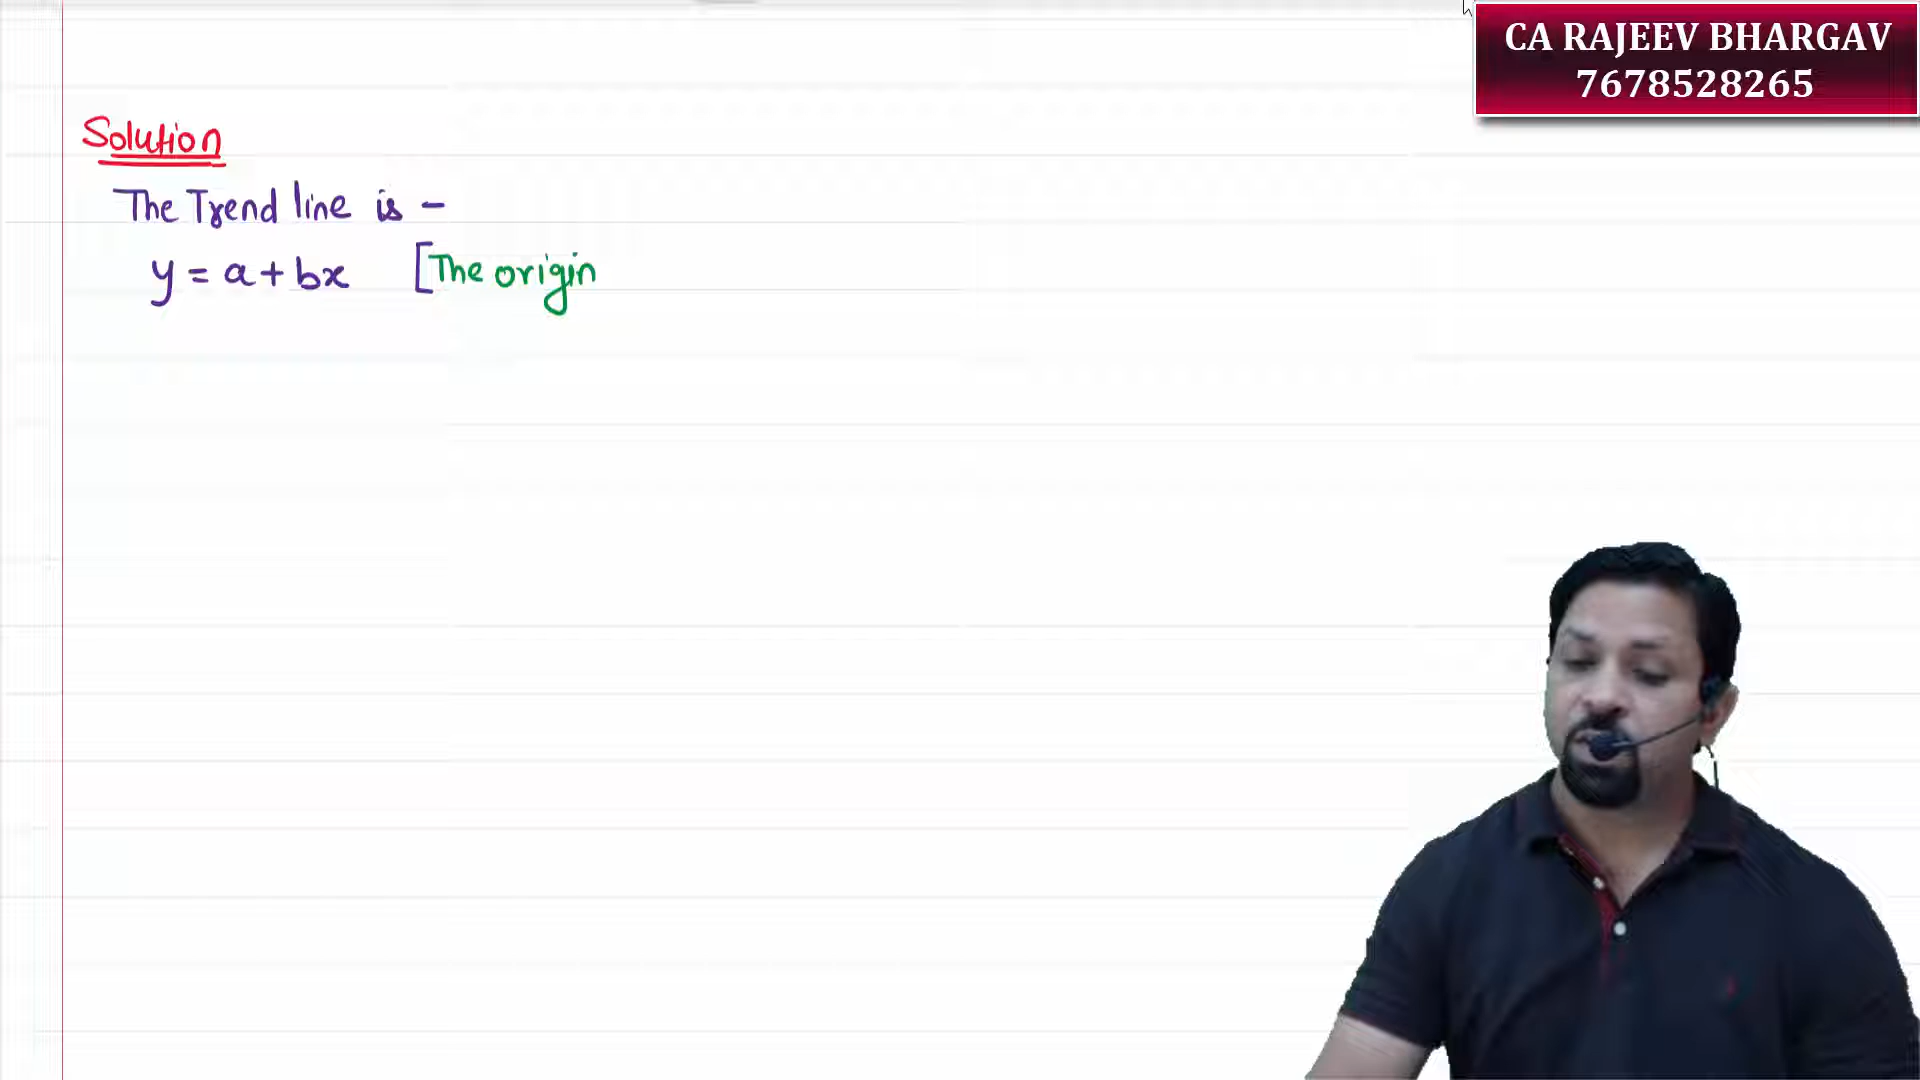 CA RAJEEV BHARGAV
7678528265
Solution
The Trend line is -
y = a + bx [The origin